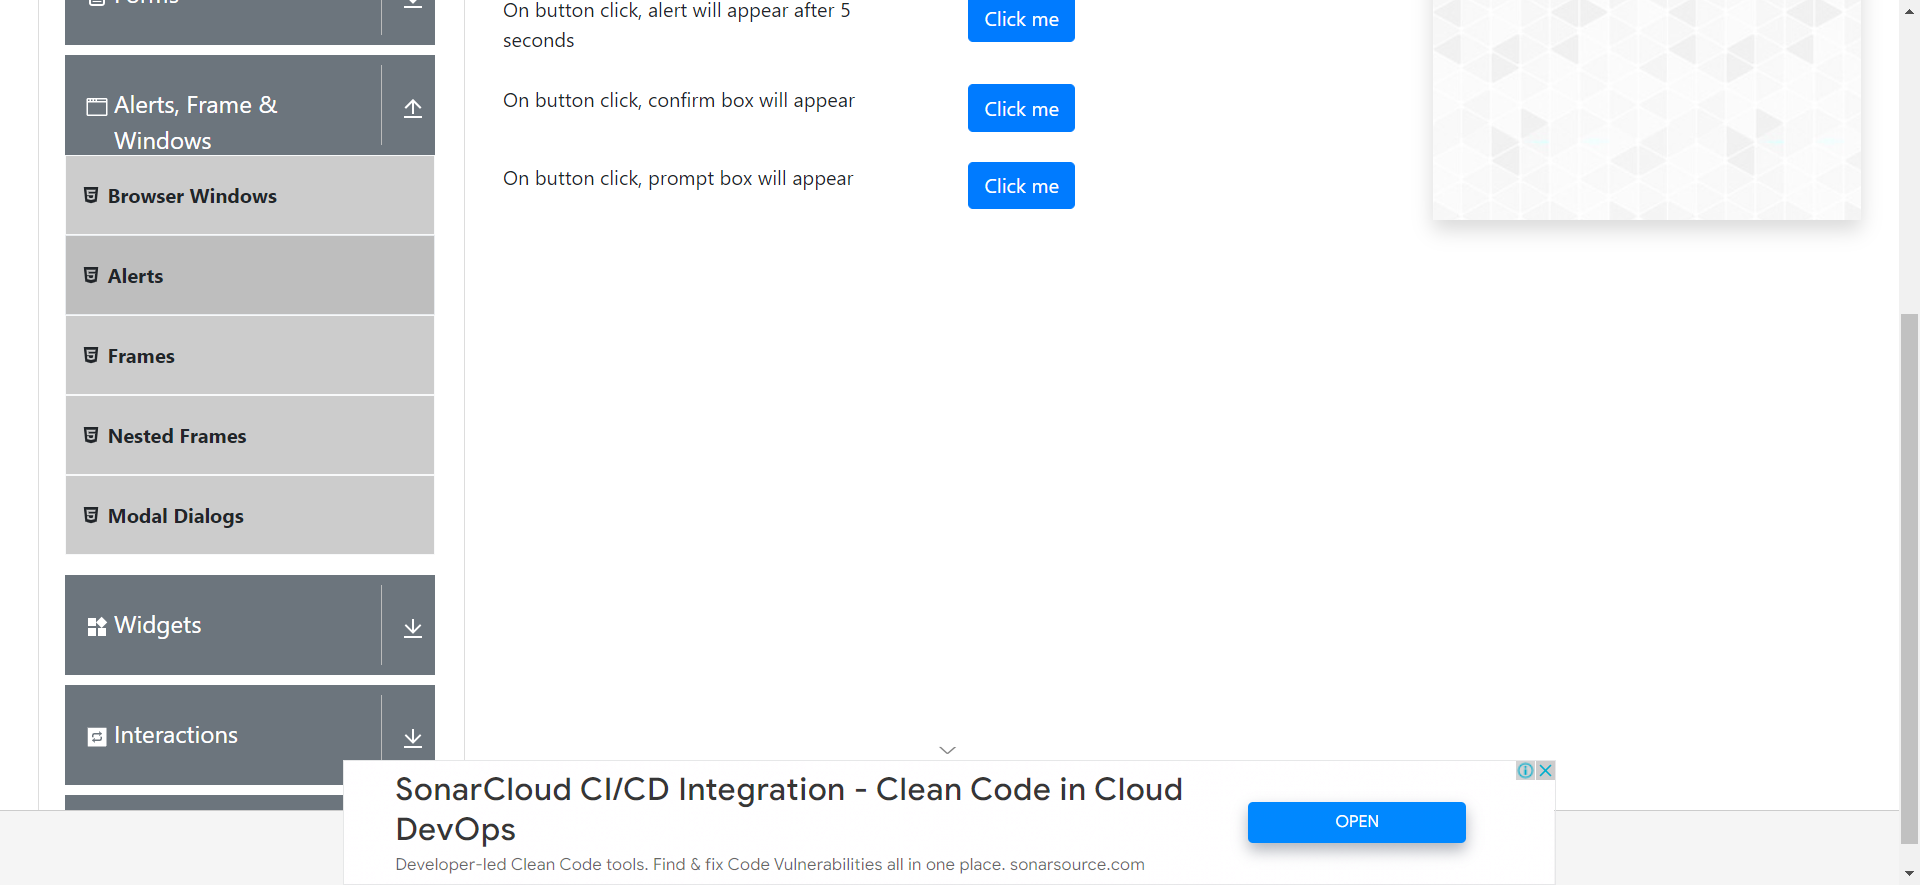 Forms
Alerts, Frame &
Windows
Browser Windows
Alerts
Frames
Nested Frames
Modal Dialogs
Widgets
Interactions
On button click, alert will appear after 5
seconds
Click me
On button click, confirm box will appear
Click me
On button click, prompt box will appear
Click me
SonarCloud CI/CD Integration - Clean Code in Cloud
DevOps
Developer-led Clean Code tools. Find & fix Code Vulnerabilities all in one place. sonarsource.com
OPEN